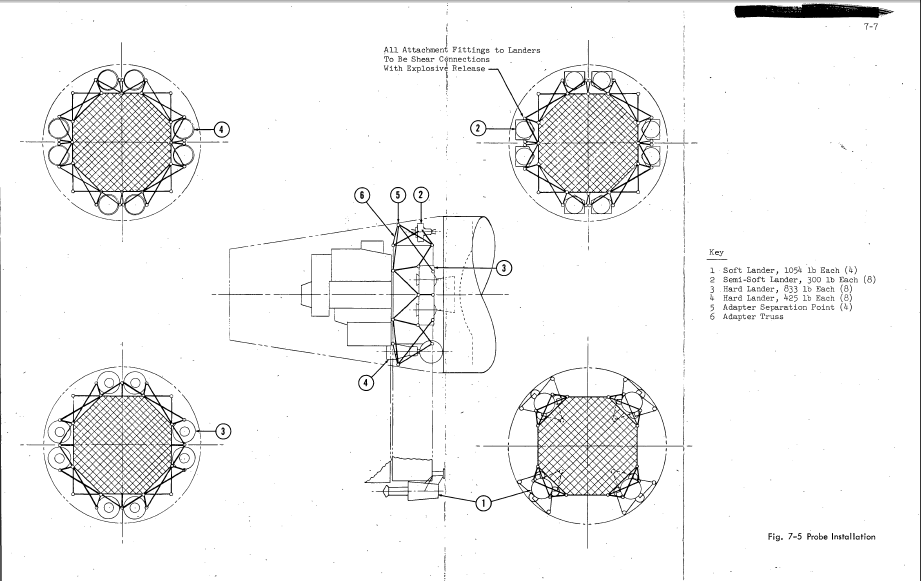 7-7
All Attachment Fittings to Landers
To Be Shear Connections
With Explosive Release
4
2
6
5
2
3
4
3
1
Key
1 Soft Lander, 1054 lb Each (4)
2 Semi-Soft Lander, 300 lb Each (8)
3 Hard Lander, 833 lb Each (8)
4 Hard Lander, 425 lb Each (8)
5 Adapter Separation Point (4)
6 Adapter Truss
Fig. 7-5 Probe Installation